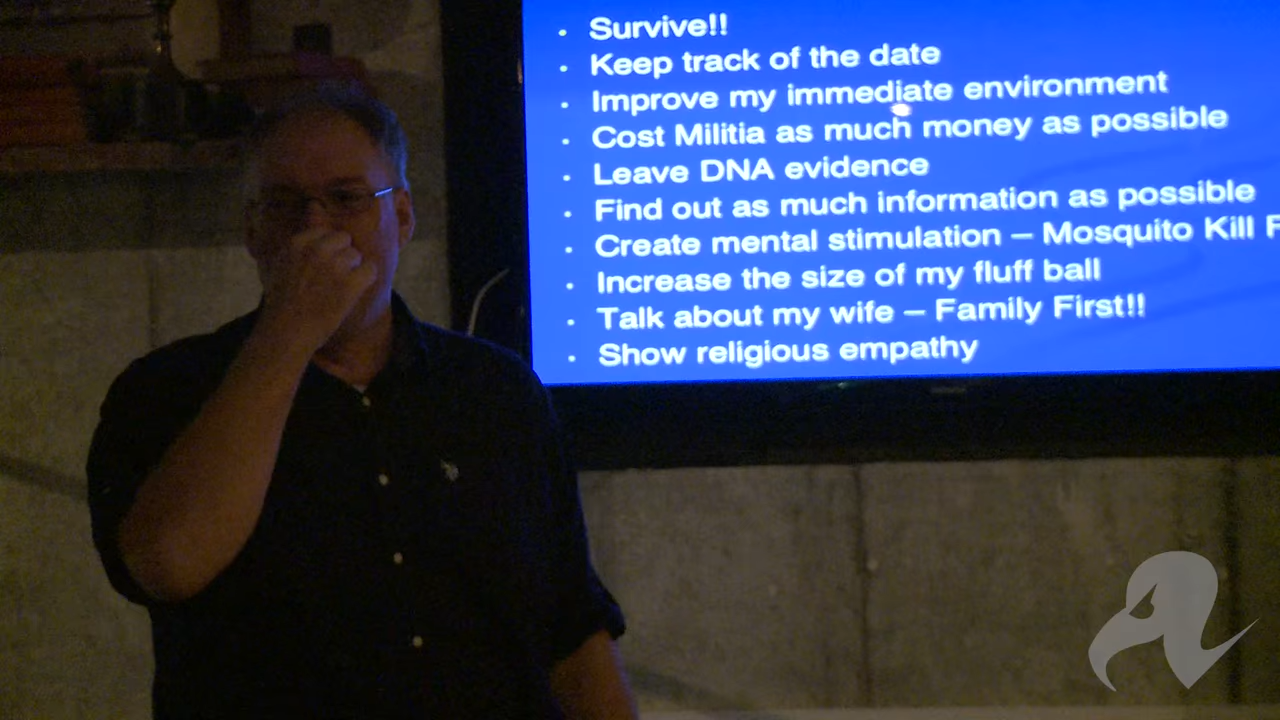 • Survive!!
• Keep track of the date
• Improve my immediate environment
• Cost Militia as much money as possible
• Leave DNA evidence
• Find out as much information as possible
• Create mental stimulation – Mosquito Kill
• Increase the size of my fluff ball
• Talk about my wife – Family First!!
• Show religious empathy